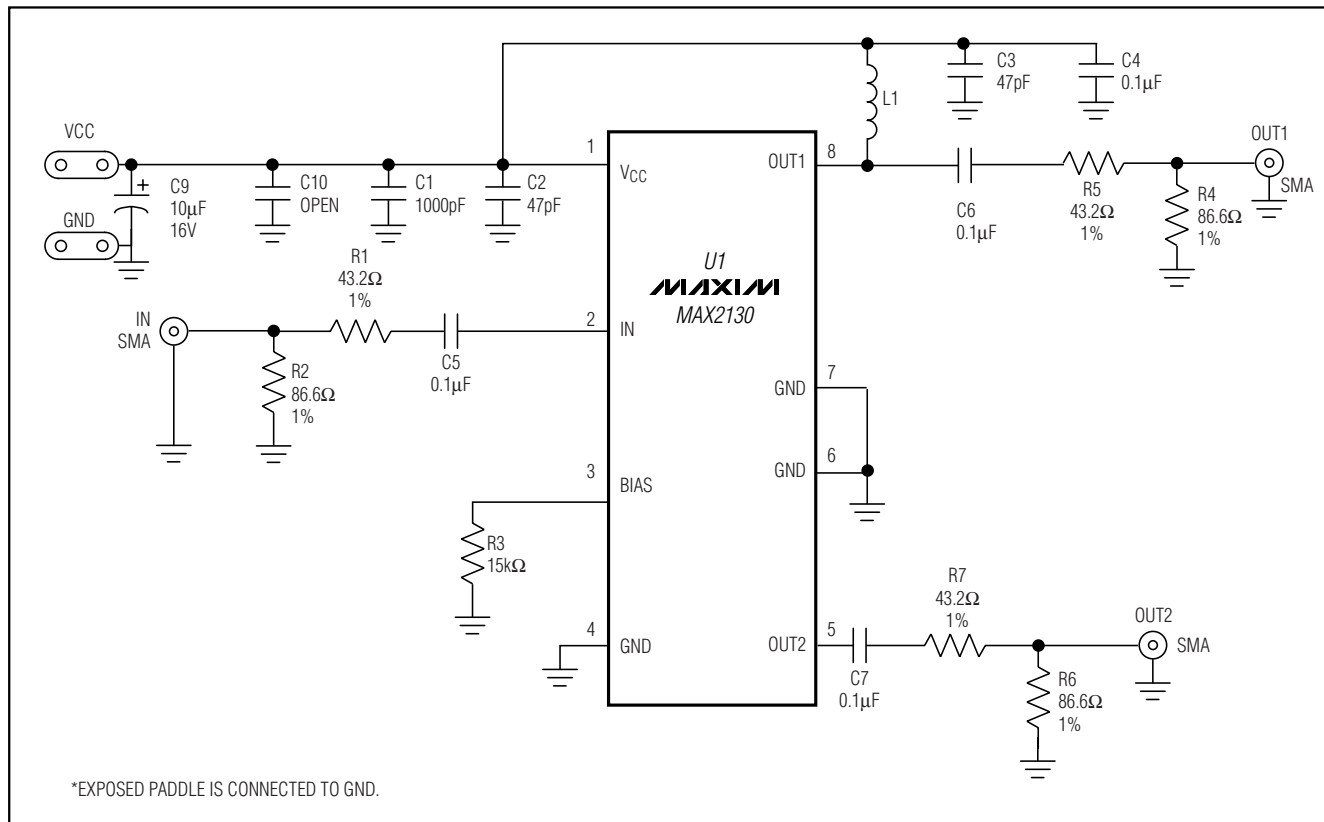 C3
47pF
C4
0.1µF
L1
VCC
OUT1
SMA
1
VCC
OUT1
8
C9
10µF
16V
+
C10
OPEN
C1
1000pF
C2
47pF
GND
C6
0.1µF
R5
43.2Ω
1%
R4
86.6Ω
1%
R1
43.2Ω
1%
U1
MAXIM
MAX2130
IN
SMA
2
IN
C5
0.1µF
R2
86.6Ω
1%
GND
7
GND
6
3
BIAS
R3
15kΩ
R7
43.2Ω
1%
4
GND
OUT2
5
C7
0.1µF
OUT2
SMA
R6
86.6Ω
1%
*EXPOSED PADDLE IS CONNECTED TO GND.